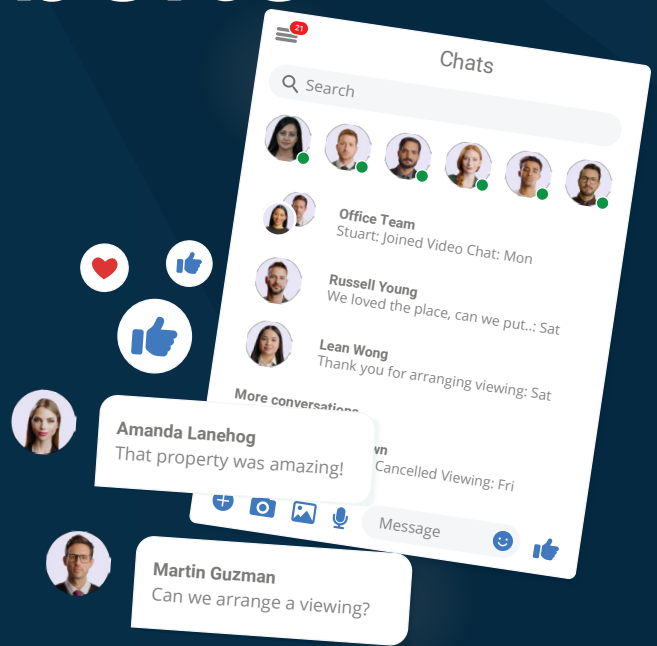 21
Chats
Search
Office Team
Stuart: Joined Video Chat: Mon
Russell Young
We loved the place, can we put..: Sat
Lean Wong
Thank you for arranging viewing: Sat
More conversations
Cancelled Viewing: Fri
Amanda Lanehog
That property was amazing!
Message
Martin Guzman
Can we arrange a viewing?